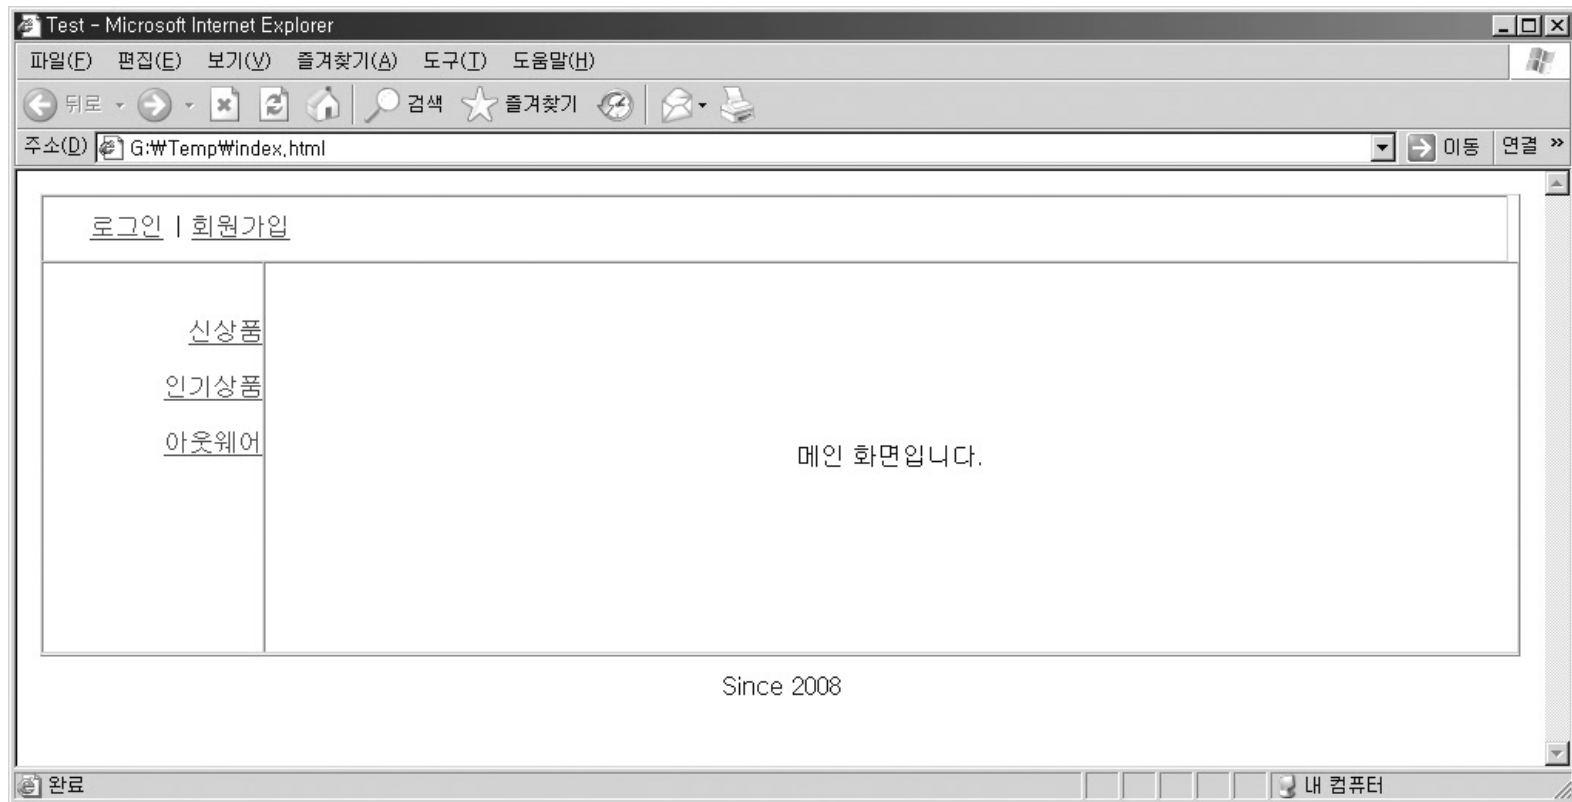 Test - Microsoft Internet Explorer
파일(F) 편집(E) 보기(V) 즐겨찾기(A) 도구(T) 도움말(H)
뒤로 검색 즐겨찾기
주소(D) G:₩Temp₩index.html 이동 연결 »
로그인 | 회원가입
신상품
인기상품
아웃웨어
메인 화면입니다.
Since 2008
완료 내 컴퓨터